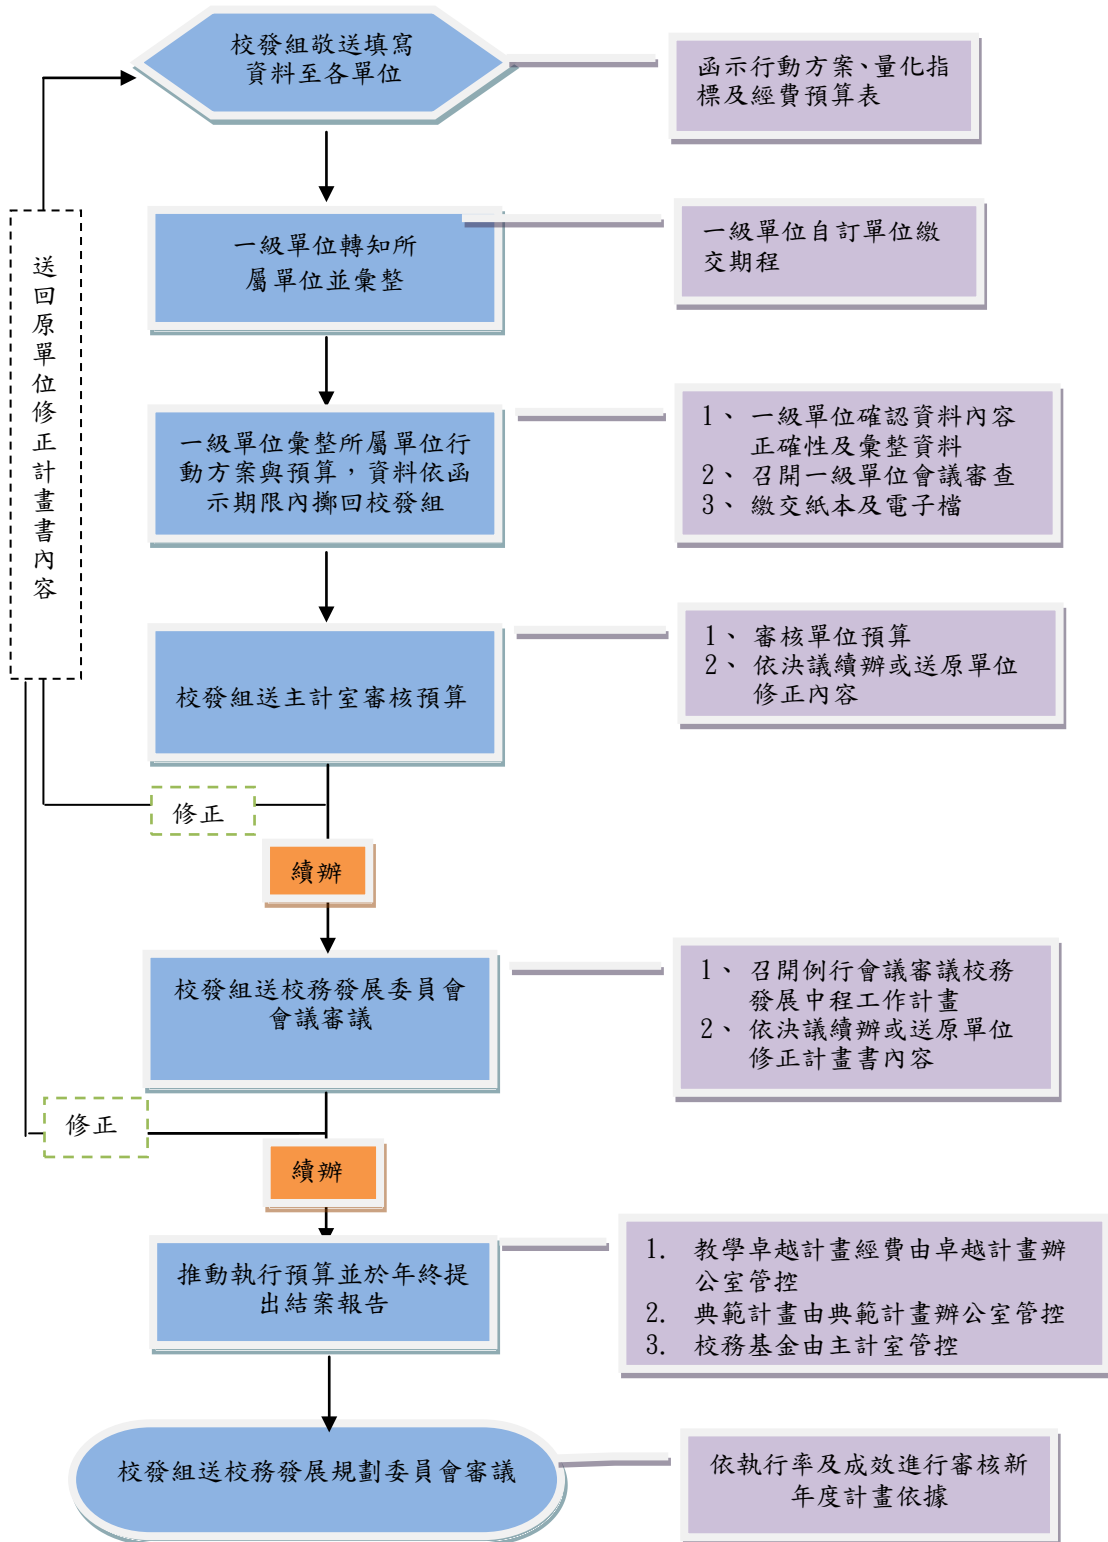 校發組敬送填寫
資料至各單位
函示行動方案、量化指
標及經費預算表
一級單位轉知所
屬單位並彙整
一級單位自訂單位繳
交期程
送回原單位修正計畫書內容
一級單位彙整所屬單位行
動方案與預算，資料依函
示期限內擲回校發組
1、 一級單位確認資料內容
正確性及彙整資料
2、 召開一級單位會議審查
3、 繳交紙本及電子檔
校發組送主計室審核預算
1、 審核單位預算
2、 依決議續辦或送原單位
修正內容
修正
續辦
校發組送校務發展委員會
會議審議
1、 召開例行會議審議校務
發展中程工作計畫
2、 依決議續辦或送原單位
修正計畫書內容
修正
續辦
推動執行預算並於年終提
出結案報告
1. 教學卓越計畫經費由卓越計畫辦
公室管控
2. 典範計畫由典範計畫辦公室管控
3. 校務基金由主計室管控
校發組送校務發展規劃委員會審議
依執行率及成效進行審核新
年度計畫依據